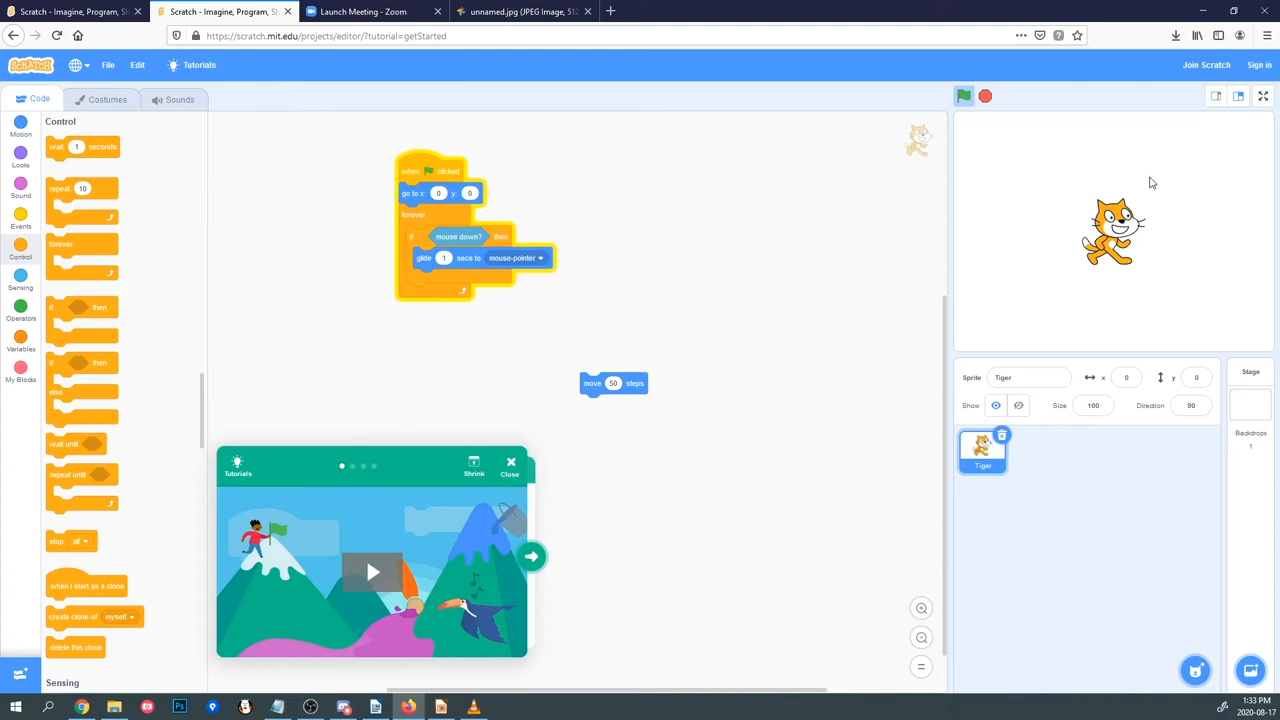 Scratch - Imagine, Program, Sh
Scratch - Imagine, Program, Sh
Launch Meeting - Zoom
unnamed.jpg (JPEG Image, 512
https://scratch.mit.edu/projects/editor/?tutorial=getStarted
SCRATCH
File
Edit
Tutorials
Join Scratch
Sign in
Code
Costumes
Sounds
Motion
Looks
Sound
Events
Control
Sensing
Operators
Variables
My Blocks
Control
wait 1 seconds
repeat 10
forever
if then
if then
else
wait until
repeat until
stop all
when I start as a clone
create clone of myself
delete this clone
Sensing
when clicked
go to x: 0 y: 0
forever
if mouse down? then
glide 1 secs to mouse-pointer
move 50 steps
Tutorials
Shrink
Close
Sprite Tiger x 0 y 0
Show Size 100 Direction 90
Tiger
Stage
Backdrops
1
1:33 PM
2020-08-17